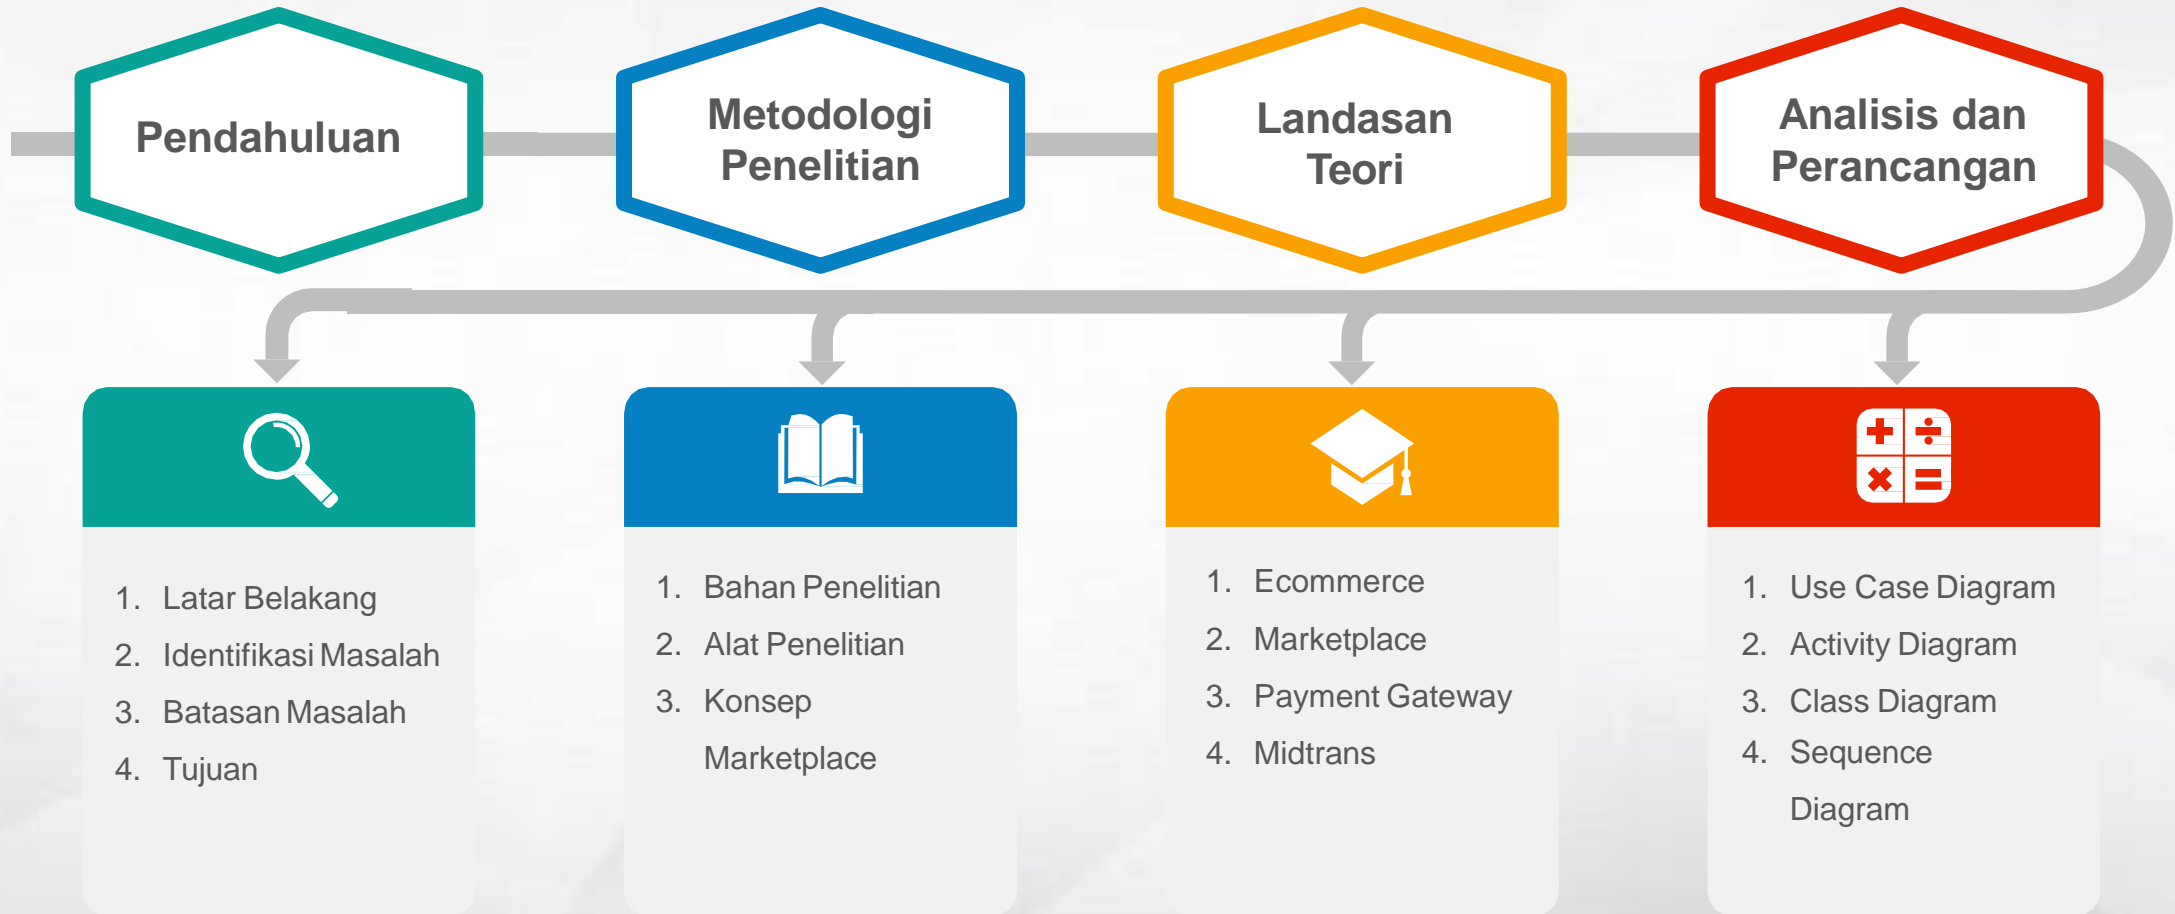 Pendahuluan
Metodologi
Penelitian
Landasan
Teori
Analisis dan
Perancangan
1. Latar Belakang
2. Identifikasi Masalah
3. Batasan Masalah
4. Tujuan
1. Bahan Penelitian
2. Alat Penelitian
3. Konsep
Marketplace
1. Ecommerce
2. Marketplace
3. Payment Gateway
4. Midtrans
1. Use Case Diagram
2. Activity Diagram
3. Class Diagram
4. Sequence
Diagram